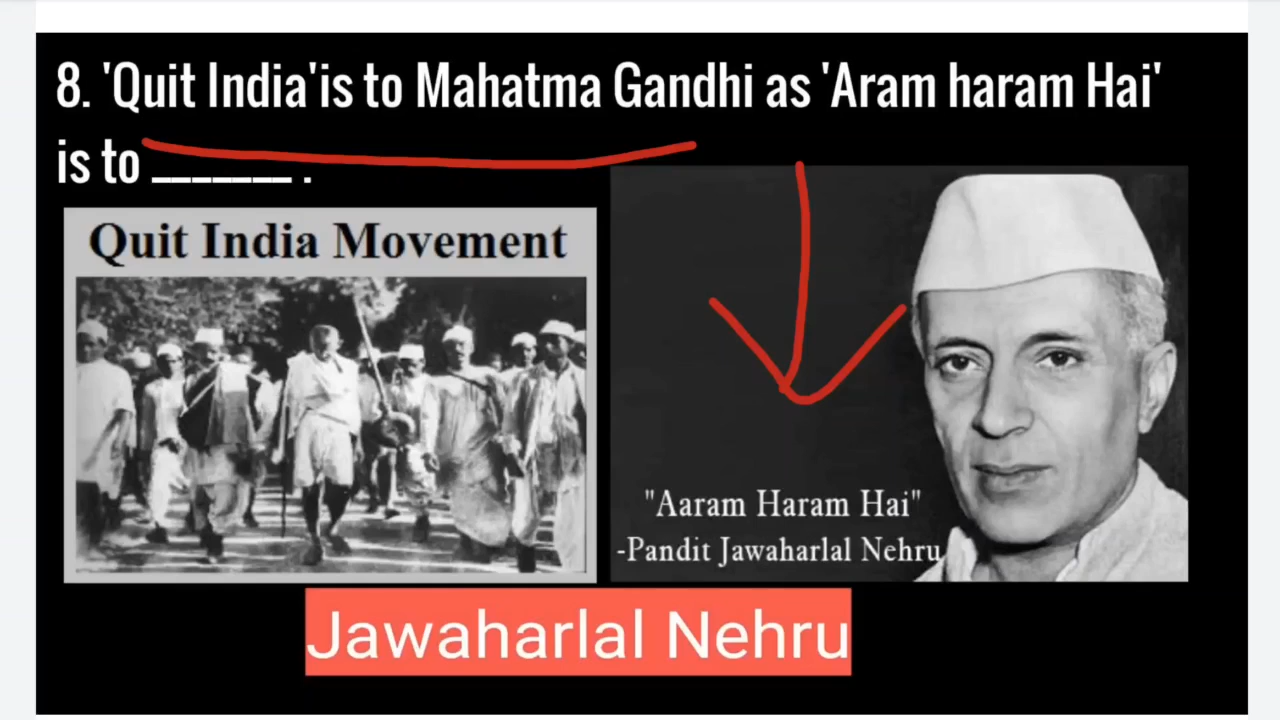 8. 'Quit India'is to Mahatma Gandhi as 'Aram haram Hai'
is to _______ .
Quit India Movement
"Aaram Haram Hai"
-Pandit Jawaharlal Nehru
Jawaharlal Nehru